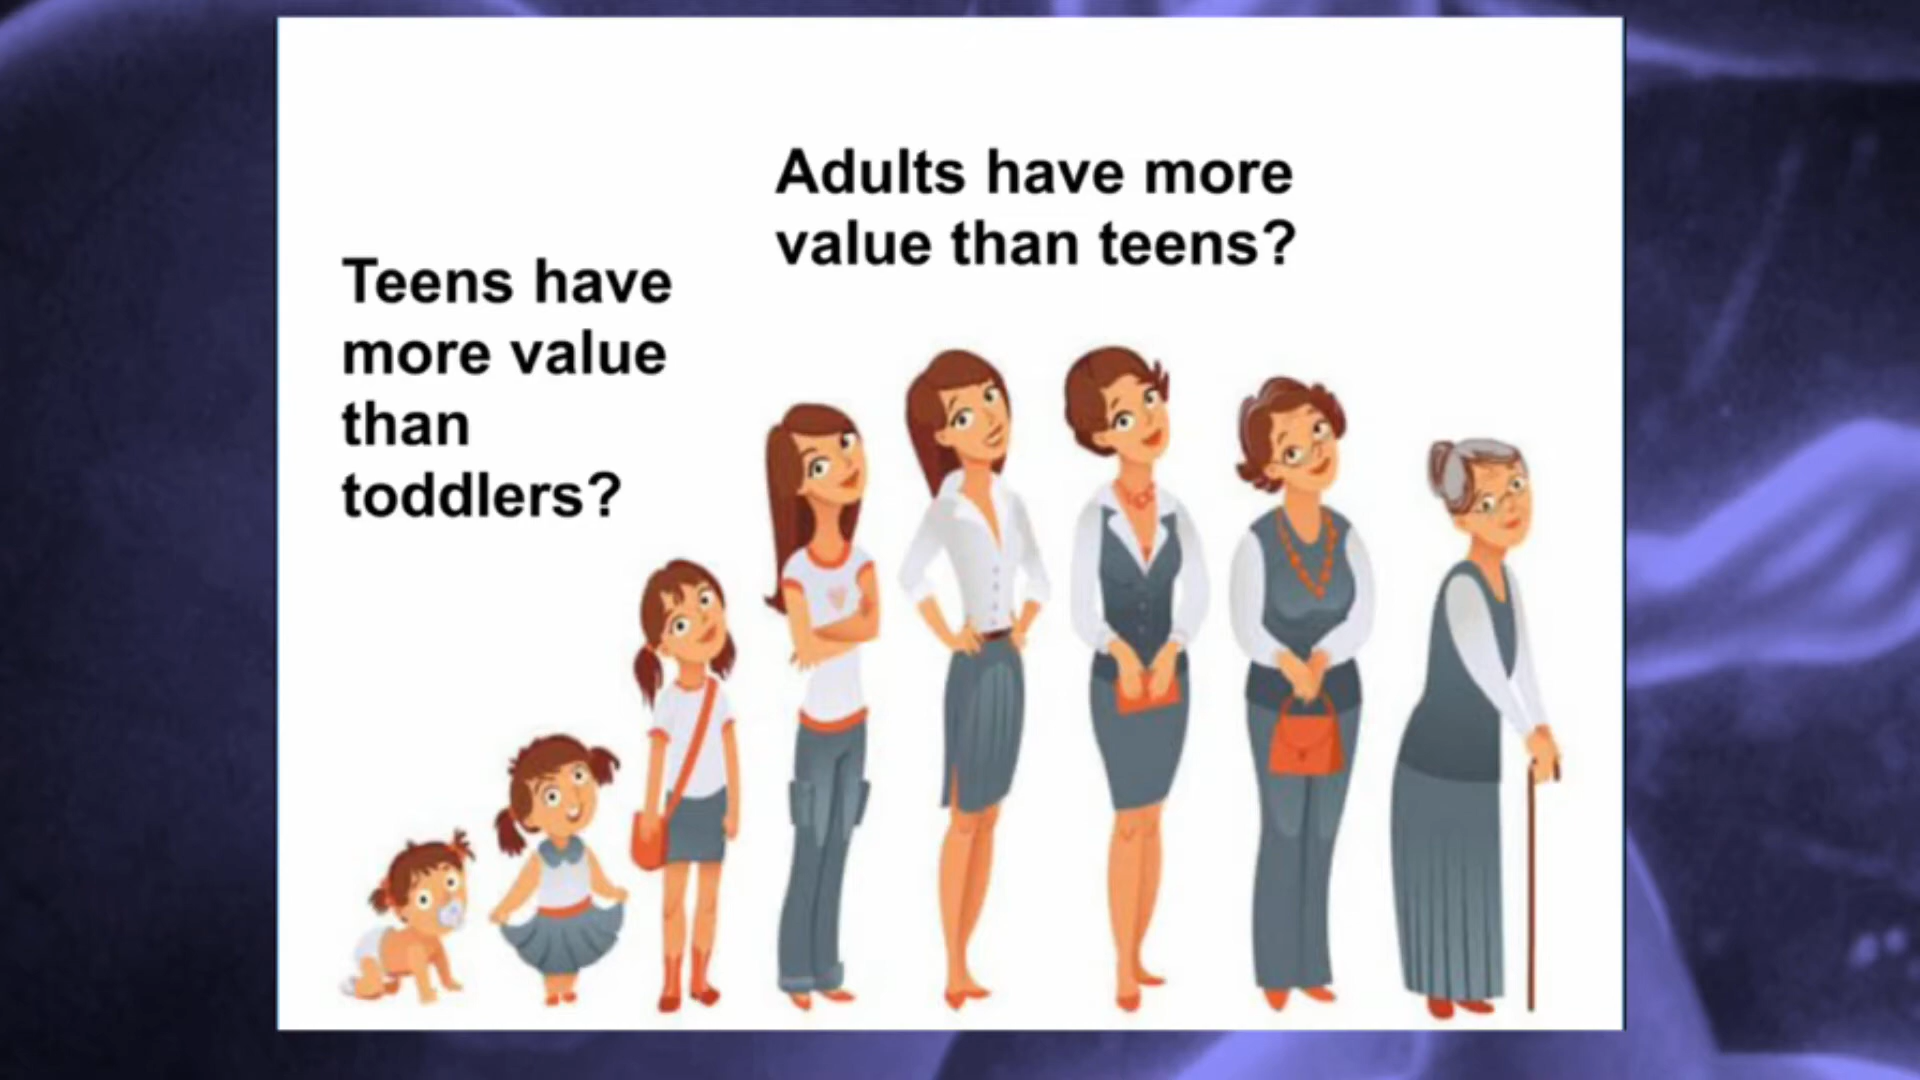 Teens have
more value
than
toddlers?
Adults have more
value than teens?